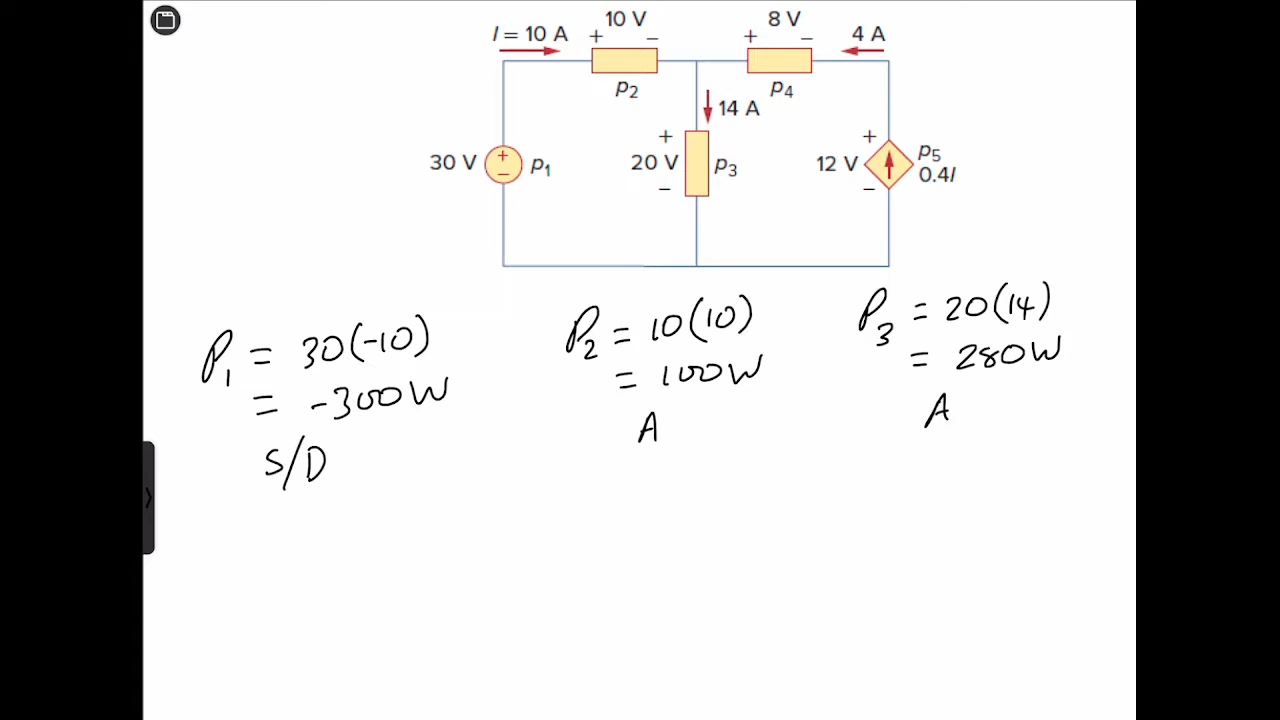 10 V
8 V
I = 10 A + −
+ − 4 A
p2
p4
14 A
+
+
30 V + − p1
20 V p3
12 V p5
0.4I
−
−
P1 = 30(-10)
= -300W
S/D
P2 = 10(10)
= 100W
A
P3 = 20(14)
= 280W
A